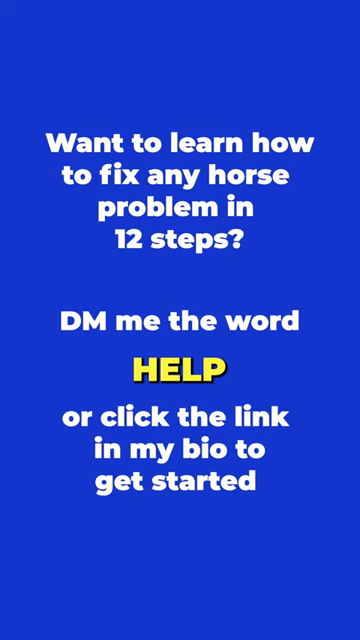 Want to learn how
to fix any horse
problem in
12 steps?
DM me the word
HELP
or click the link
in my bio to
get started